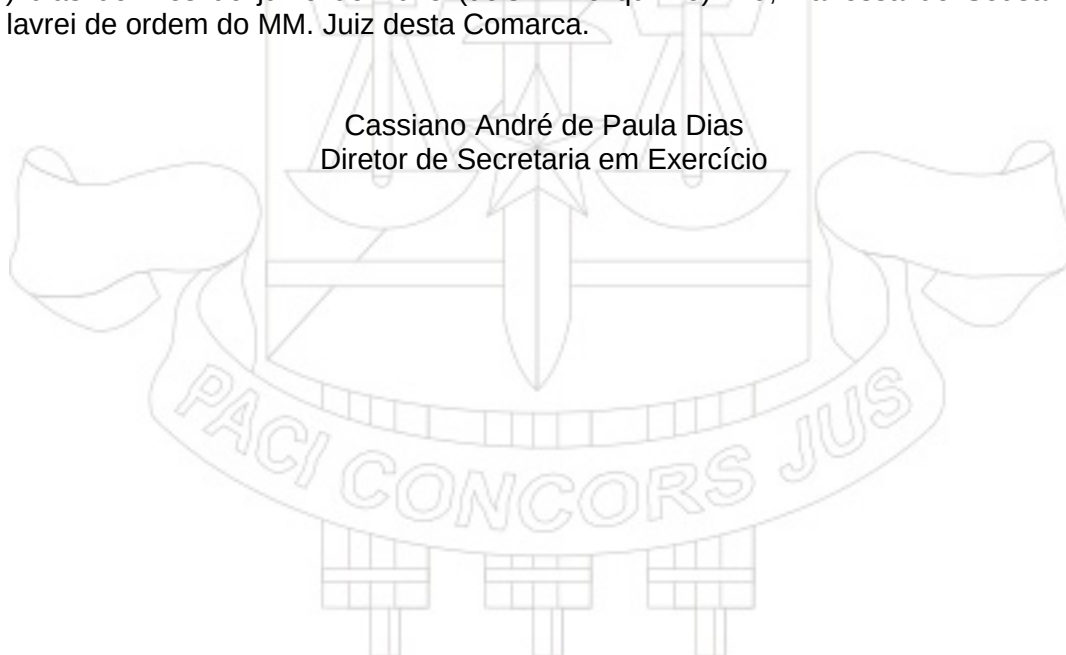 lavrei de ordem do MM. Juiz desta Comarca.
Cassiano André de Paula Dias
Diretor de Secretaria em Exercício
PACI CONCORS JUS